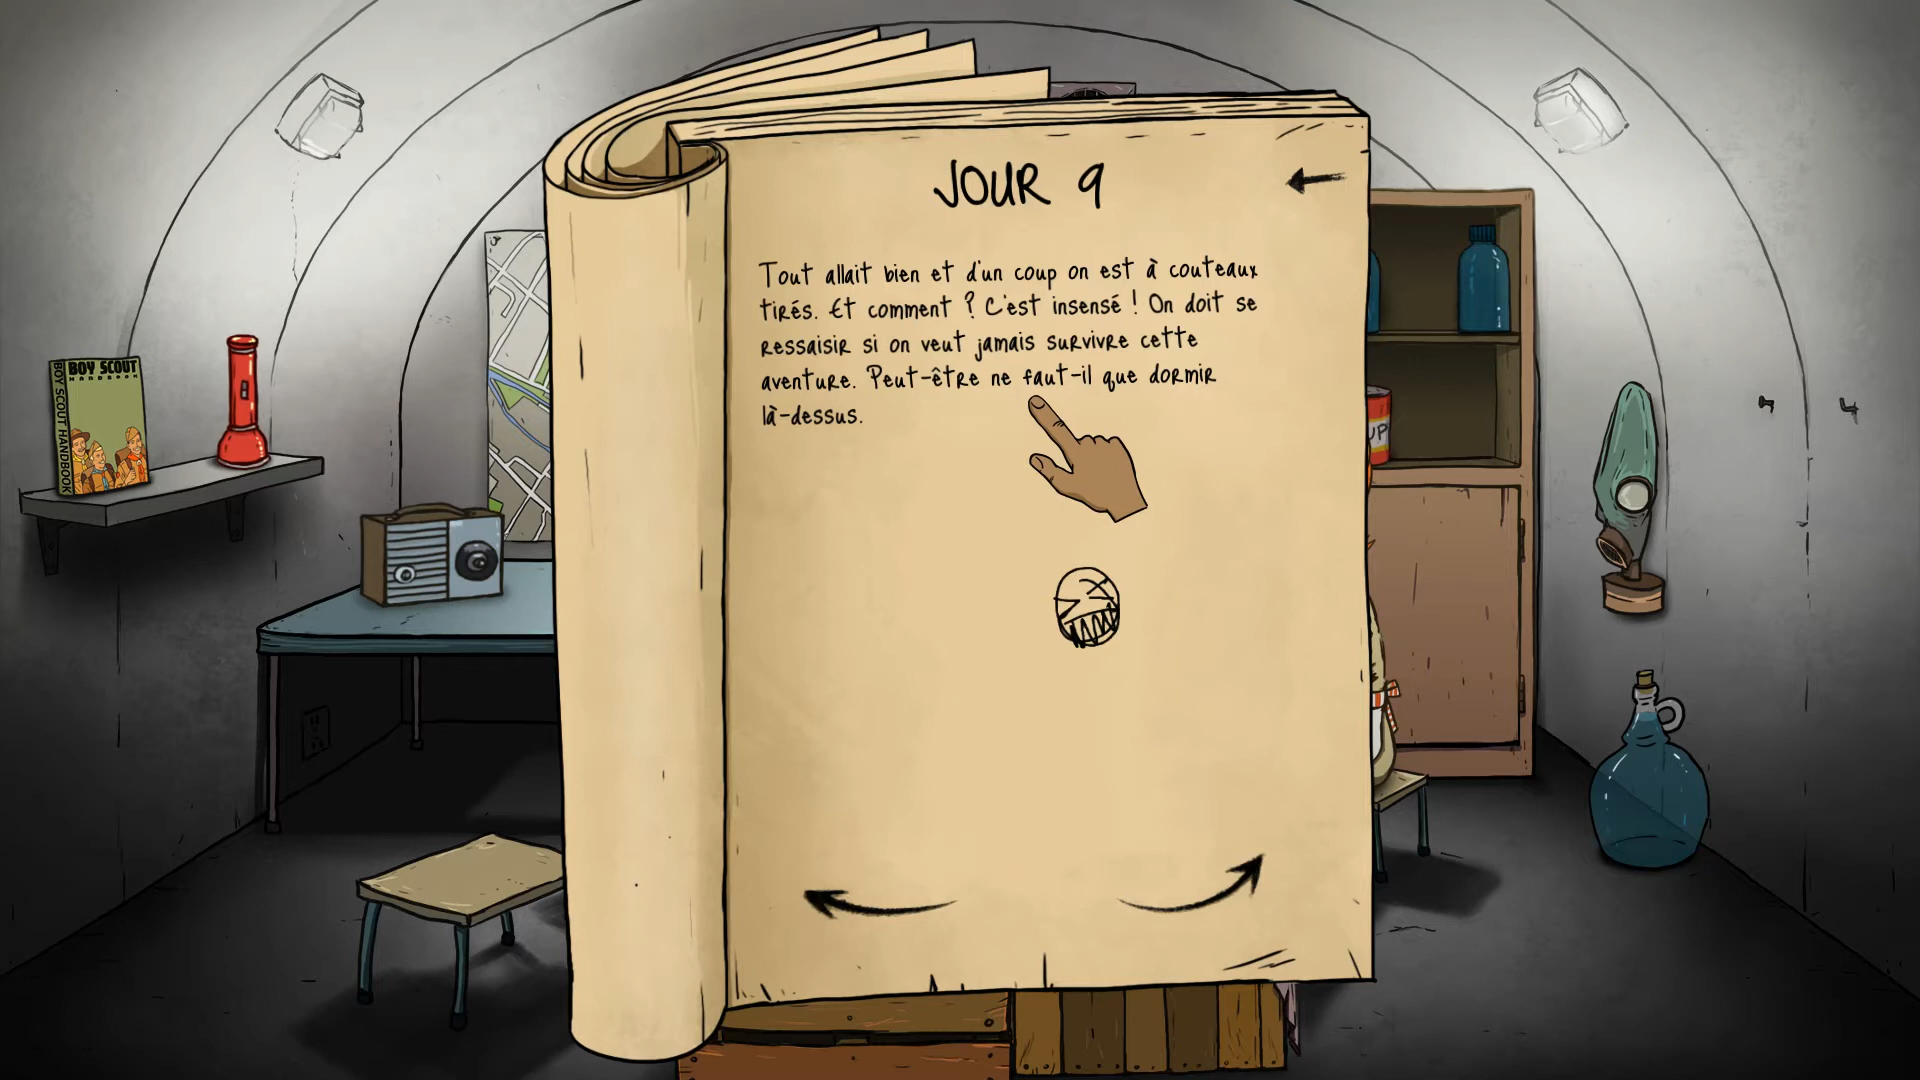 JOUR 9
Tout allait bien et d'un coup on est à couteaux
tirés. Et comment ? C'est insensé ! On doit se
ressaisir si on veut jamais survivre cette
aventure. Peut-être ne faut-il que dormir
là-dessus.
BOY SCOUT
HANDBOOK
BOY SCOUT HANDBOOK
UP